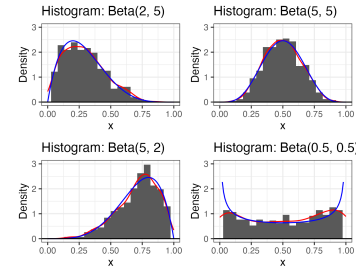 Histogram: Beta(2, 5)
Density
3
2
1
0
0.00 0.25 0.50 0.75 1.00
x
Histogram: Beta(5, 5)
Density
3
2
1
0
0.00 0.25 0.50 0.75 1.00
x
Histogram: Beta(5, 2)
Density
3
2
1
0
0.00 0.25 0.50 0.75 1.00
x
Histogram: Beta(0.5, 0.5)
Density
3
2
1
0
0.00 0.25 0.50 0.75 1.00
x